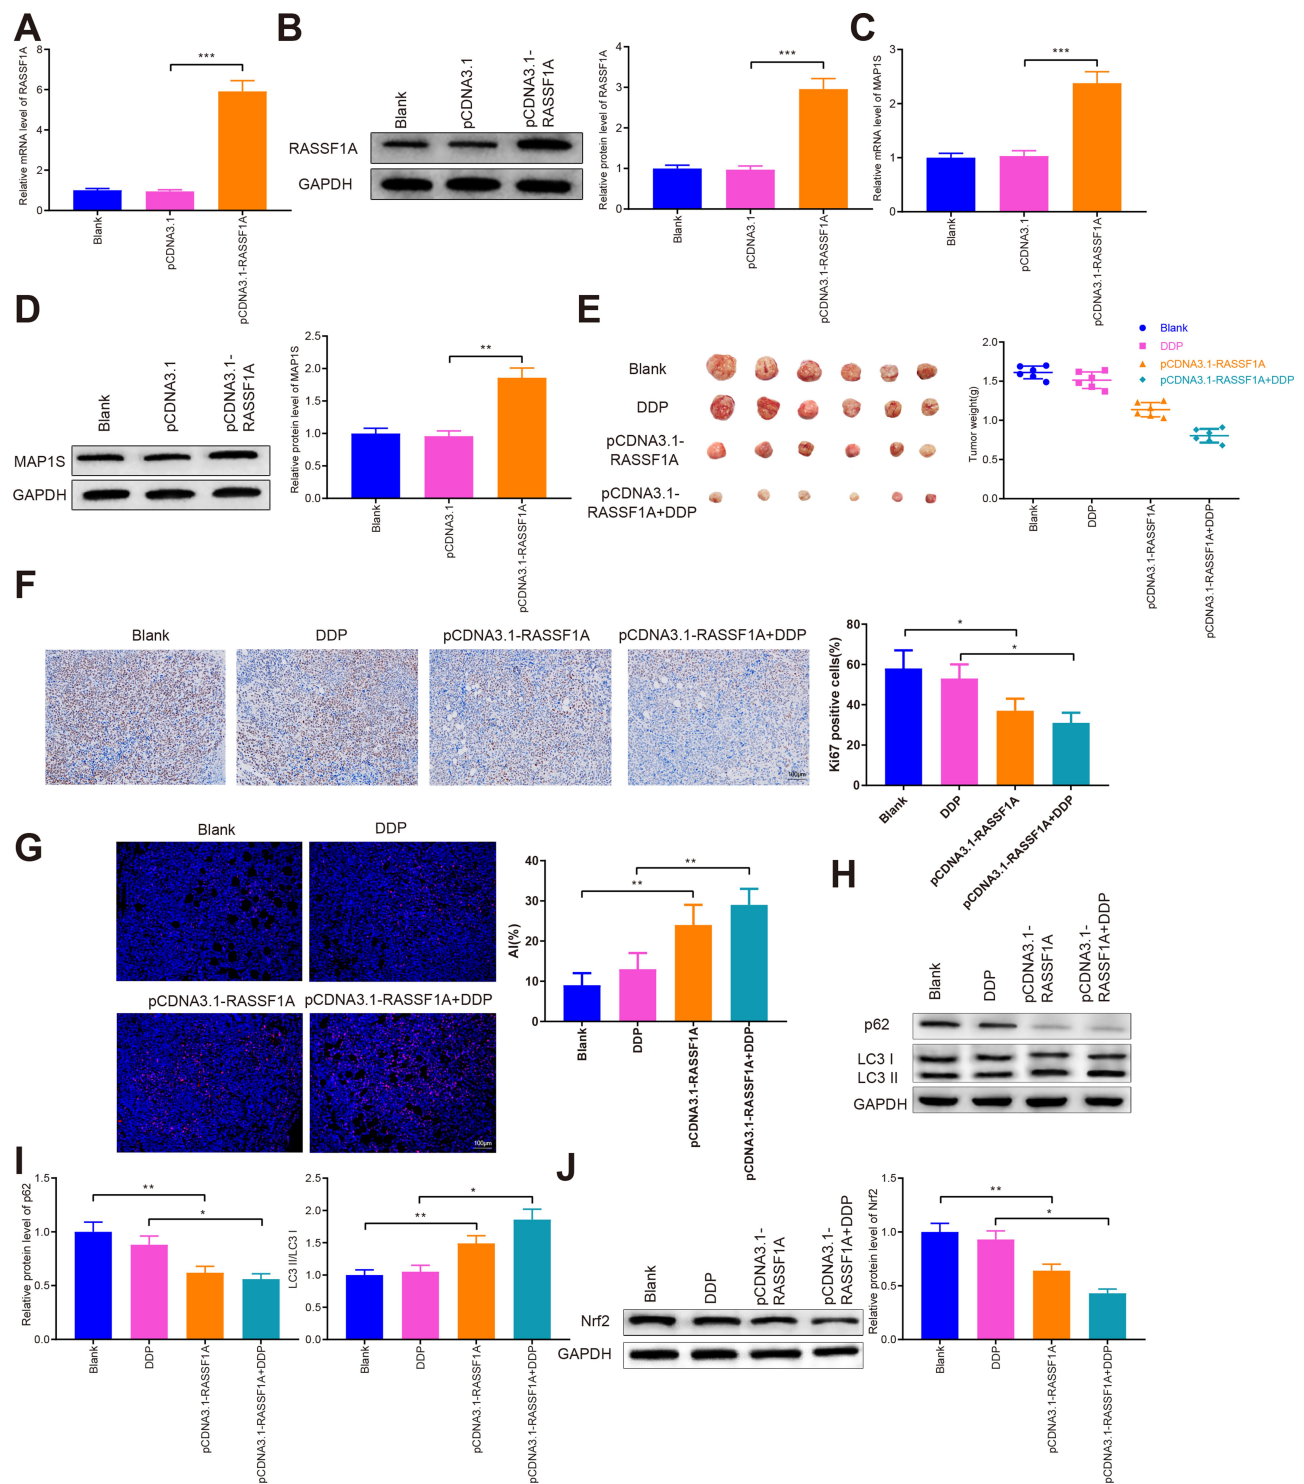 A
Relative mRNA level of RASSF1A
8
6
4
2
0
***
Blank
pCDNA3.1
pCDNA3.1-RASSF1A
B
Blank
pCDNA3.1
pCDNA3.1-
RASSF1A
RASSF1A
GAPDH
Relative protein level of RASSF1A
4
3
2
1
0
***
Blank
pCDNA3.1
pCDNA3.1-RASSF1A
C
Relative mRNA level of MAP1S
3
2
1
0
***
Blank
pCDNA3.1
pCDNA3.1-RASSF1A
D
Blank
pCDNA3.1
pCDNA3.1-
RASSF1A
MAP1S
GAPDH
Relative protein level of MAP1S
2.5
2.0
1.5
1.0
0.5
0.0
**
Blank
pCDNA3.1
pCDNA3.1-RASSF1A
E
Blank
DDP
pCDNA3.1-
RASSF1A
pCDNA3.1-
RASSF1A+DDP
Blank
DDP
pCDNA3.1-RASSF1A
pCDNA3.1-RASSF1A+DDP
Tumor weight(g)
2.0
1.5
1.0
0.5
0.0
Blank
DDP
pCDNA3.1-RASSF1A
pCDNA3.1-RASSF1A+DDP
F
Blank
DDP
pCDNA3.1-RASSF1A
pCDNA3.1-RASSF1A+DDP
100μm
Ki67 positive cells(%)
80
60
40
20
0
*
*
Blank
DDP
pCDNA3.1-RASSF1A
pCDNA3.1-RASSF1A+DDP
G
Blank
DDP
pCDNA3.1-RASSF1A
pCDNA3.1-RASSF1A+DDP
100μm
AI(%)
40
30
20
10
0
**
**
Blank
DDP
pCDNA3.1-RASSF1A
pCDNA3.1-RASSF1A+DDP
H
Blank
DDP
pCDNA3.1-
RASSF1A
pCDNA3.1-
RASSF1A+DDP
p62
LC3 I
LC3 II
GAPDH
I
Relative protein level of p62
1.5
1.0
0.5
0.0
**
*
Blank
DDP
pCDNA3.1-RASSF1A
pCDNA3.1-RASSF1A+DDP
LC3 II/LC3 I
2.5
2.0
1.5
1.0
0.5
0.0
*
**
Blank
DDP
pCDNA3.1-RASSF1A
pCDNA3.1-RASSF1A+DDP
J
Blank
DDP
pCDNA3.1-
RASSF1A
pCDNA3.1-
RASSF1A+DDP
Nrf2
GAPDH
Relative protein level of Nrf2
1.5
1.0
0.5
0.0
**
*
Blank
DDP
pCDNA3.1-RASSF1A
pCDNA3.1-RASSF1A+DDP